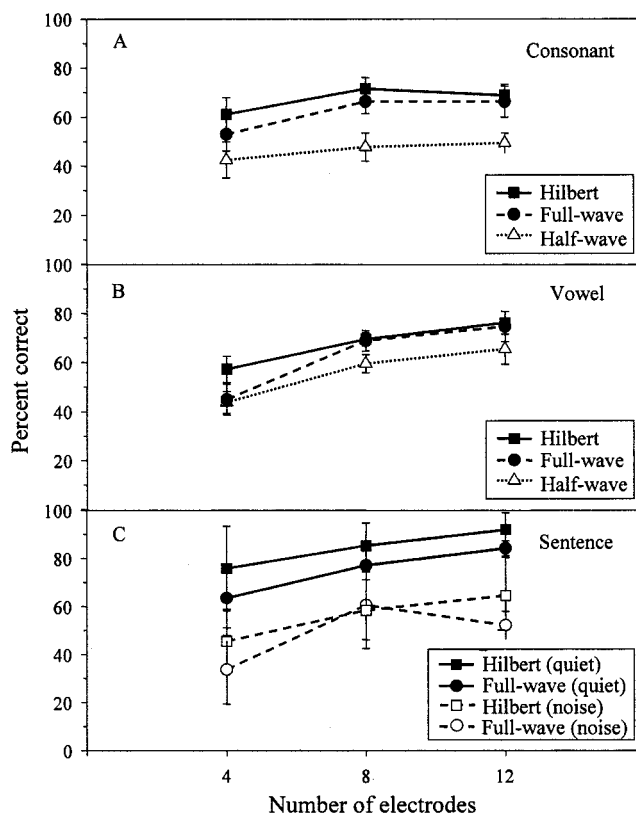 100
A
Consonant
80
60
40
20
Hilbert
Full-wave
Half-wave
100
B
Vowel
80
60
40
20
Hilbert
Full-wave
Half-wave
100
C
Sentence
80
60
40
20
0
Hilbert (quiet)
Full-wave (quiet)
Hilbert (noise)
Full-wave (noise)
4
8
12
Number of electrodes
Percent correct